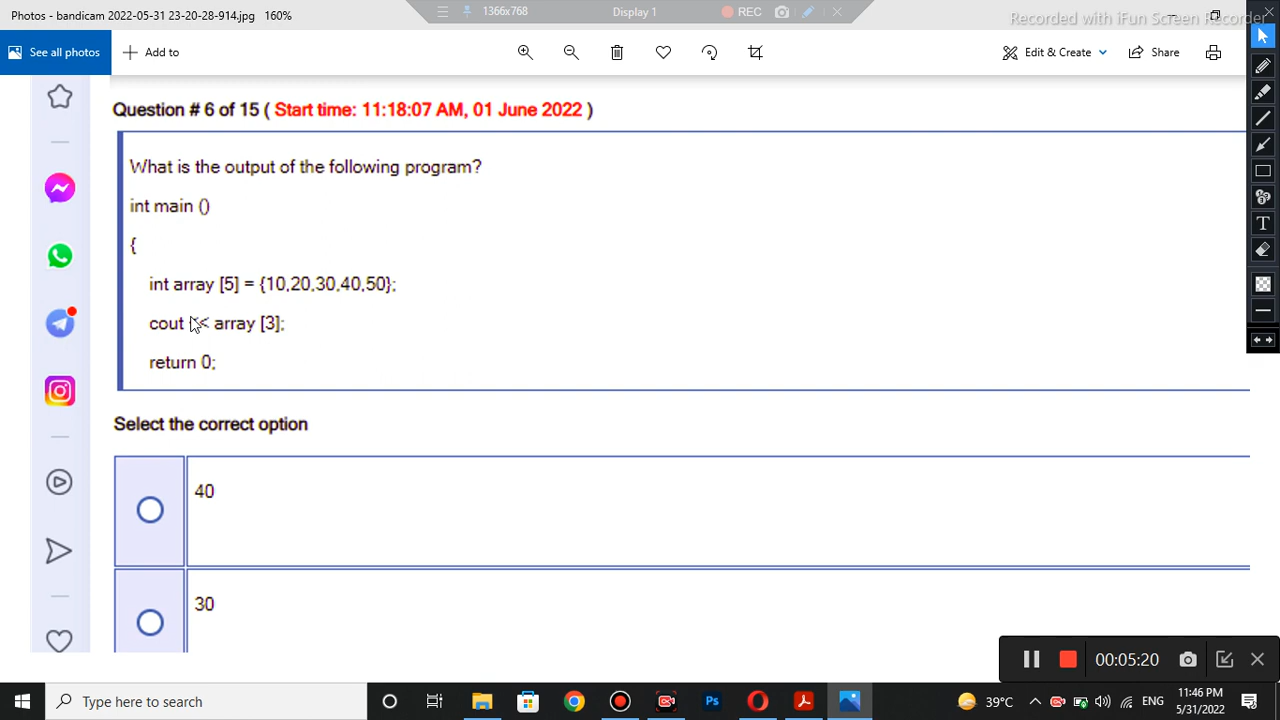 Photos - bandicam 2022-05-31 23-20-28-914.jpg 160%
1366x768 Display 1 REC
Recorded with iFun Screen Recorder
See all photos Add to Edit & Create Share
Question # 6 of 15 ( Start time: 11:18:07 AM, 01 June 2022 )
What is the output of the following program?
int main ()
{
int array [5] = {10,20,30,40,50};
cout << array [3];
return 0;
Select the correct option
40
30
00:05:20
Type here to search
Ps
39°C ENG 11:46 PM
5/31/2022